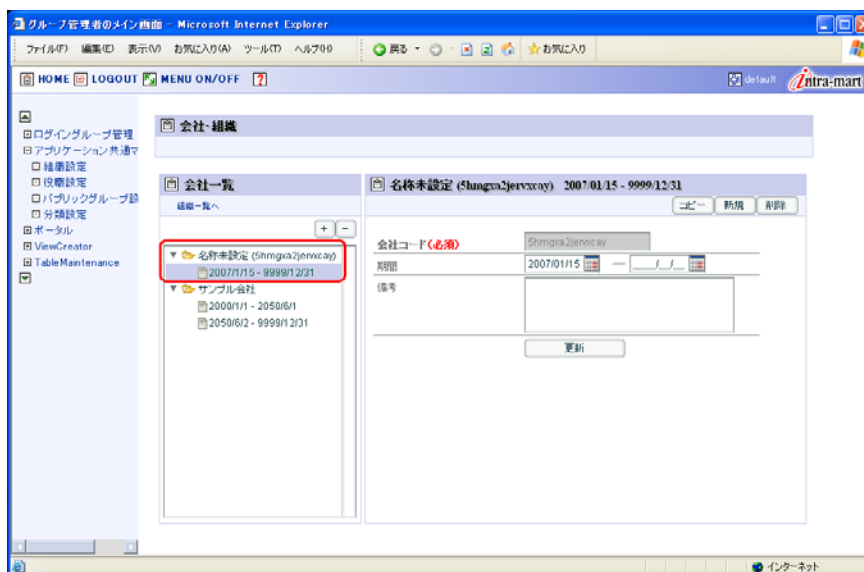 グループ管理者のメイン画面 - Microsoft Internet Explorer
ファイル(F) 編集(E) 表示(V) お気に入り(A) ツール(T) ヘルプ(H) 戻る お気に入り
HOME LOGOUT MENU ON/OFF ? default intra-mart
ログイングループ管理
アプリケーション共通マ
組織設定
役職設定
パブリックグループ設
分類設定
ポータル
ViewCreator
TableMaintenance
会社・組織
会社一覧
組織一覧へ
+ -
名称未設定 (5hmgxa2jervxcay)
2007/1/15 - 9999/12/31
サンプル会社
2000/1/1 - 2050/6/1
2050/6/2 - 9999/12/31
名称未設定 (5hmgxa2jervxcay) 2007/01/15 - 9999/12/31
コピー 新規 削除
会社コード(必須) 5hmgxa2jervxcay
期間 2007/01/15 — ____/__/__
備考
更新
インターネット